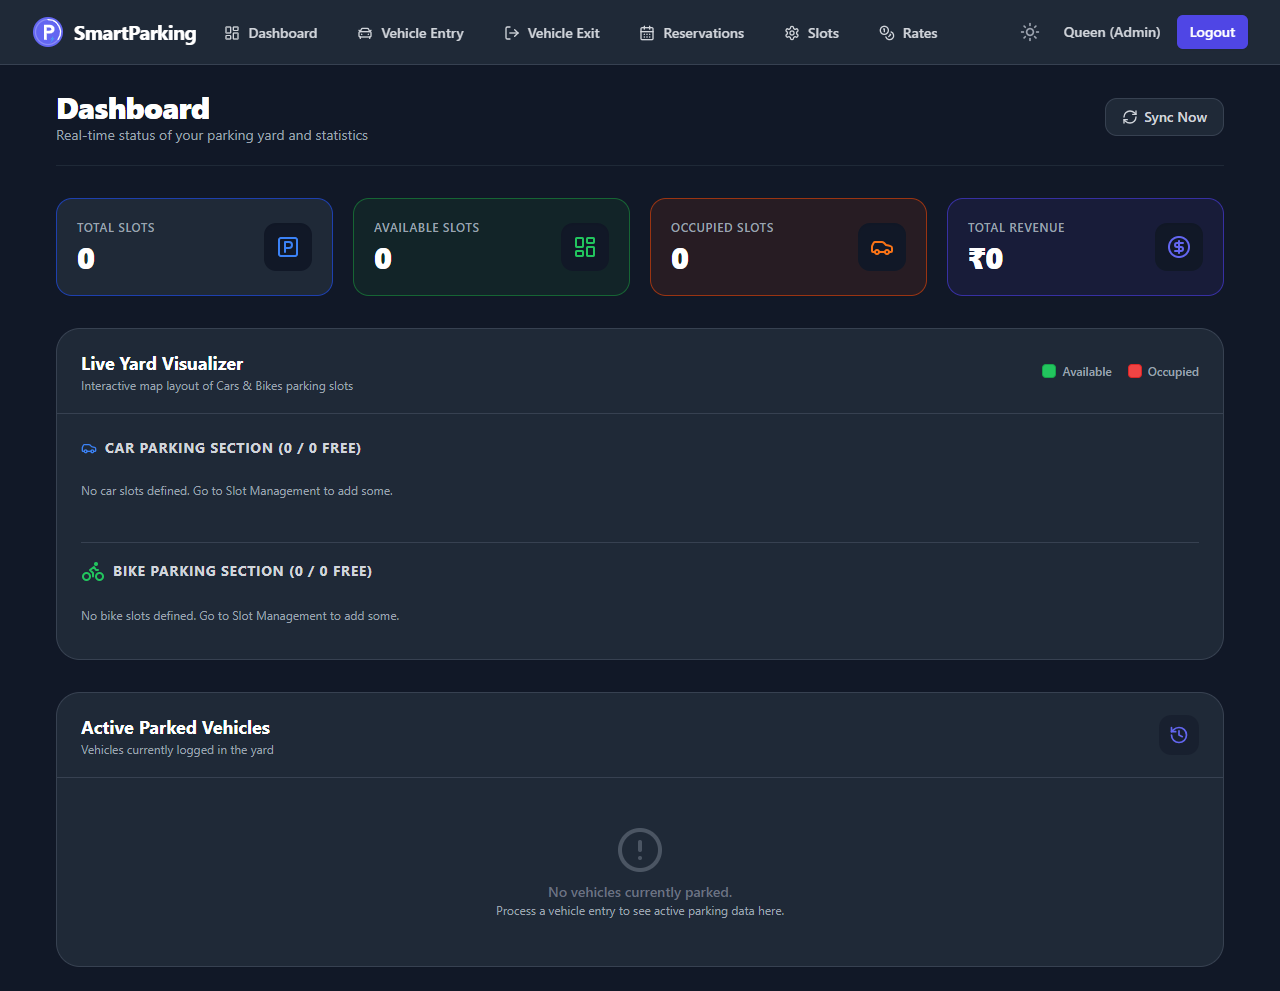 P SmartParking Dashboard Vehicle Entry Vehicle Exit Reservations Slots Rates Queen (Admin) Logout
Dashboard
Real-time status of your parking yard and statistics
Sync Now
TOTAL SLOTS
0
P
AVAILABLE SLOTS
0
OCCUPIED SLOTS
0
TOTAL REVENUE
₹0
$
Live Yard Visualizer
Interactive map layout of Cars & Bikes parking slots
Available Occupied
CAR PARKING SECTION (0 / 0 FREE)
No car slots defined. Go to Slot Management to add some.
BIKE PARKING SECTION (0 / 0 FREE)
No bike slots defined. Go to Slot Management to add some.
Active Parked Vehicles
Vehicles currently logged in the yard
No vehicles currently parked.
Process a vehicle entry to see active parking data here.